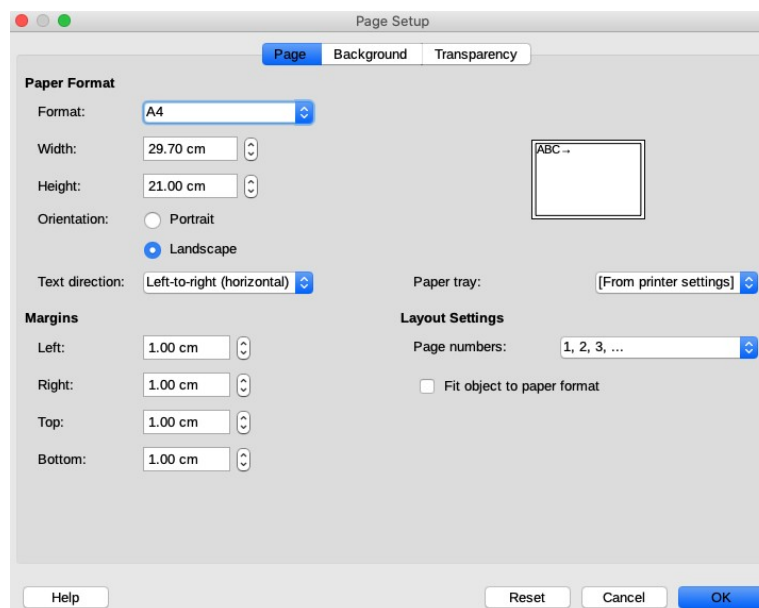 Page Setup
Page Background Transparency
Paper Format
Format: A4
Width: 29.70 cm
ABC→
Height: 21.00 cm
Orientation: Portrait
Landscape
Text direction: Left-to-right (horizontal) Paper tray: [From printer settings]
Margins Layout Settings
Left: 1.00 cm Page numbers: 1, 2, 3, ...
Right: 1.00 cm Fit object to paper format
Top: 1.00 cm
Bottom: 1.00 cm
Help Reset Cancel OK